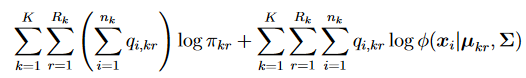 \sum_{k=1}^{K} \sum_{r=1}^{R_k} \left( \sum_{i=1}^{n_k} q_{i,kr} \right) \log \pi_{kr} + \sum_{k=1}^{K} \sum_{r=1}^{R_k} \sum_{i=1}^{n_k} q_{i,kr} \log \phi(\boldsymbol{x}_i | \boldsymbol{\mu}_{kr}, \boldsymbol{\Sigma})